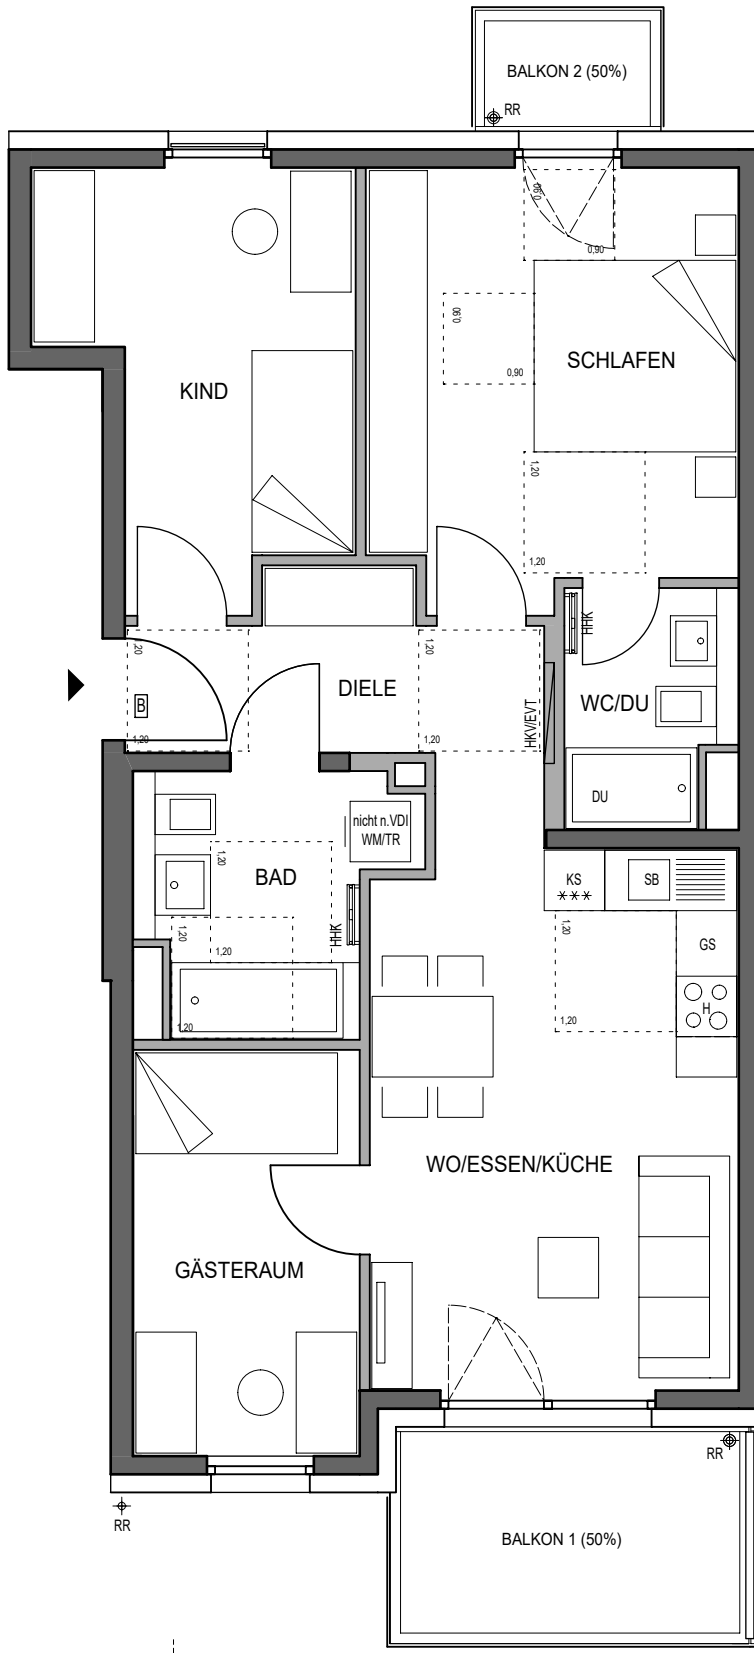 BALKON 2 (50%)
RR
0,90
0,90
0,90
0,90
SCHLAFEN
KIND
1,20
1,20
HHK
1,20
1,20
DIELE
WC/DU
B
HKV/EVT
1,20
1,20
DU
nicht n.VDI
WM/TR
1,20
BAD
KS
***
SB
HHK
1,20
1,20
1,20
GS
1,20
1,20
H
WO/ESSEN/KÜCHE
GÄSTERAUM
RR
RR
BALKON 1 (50%)